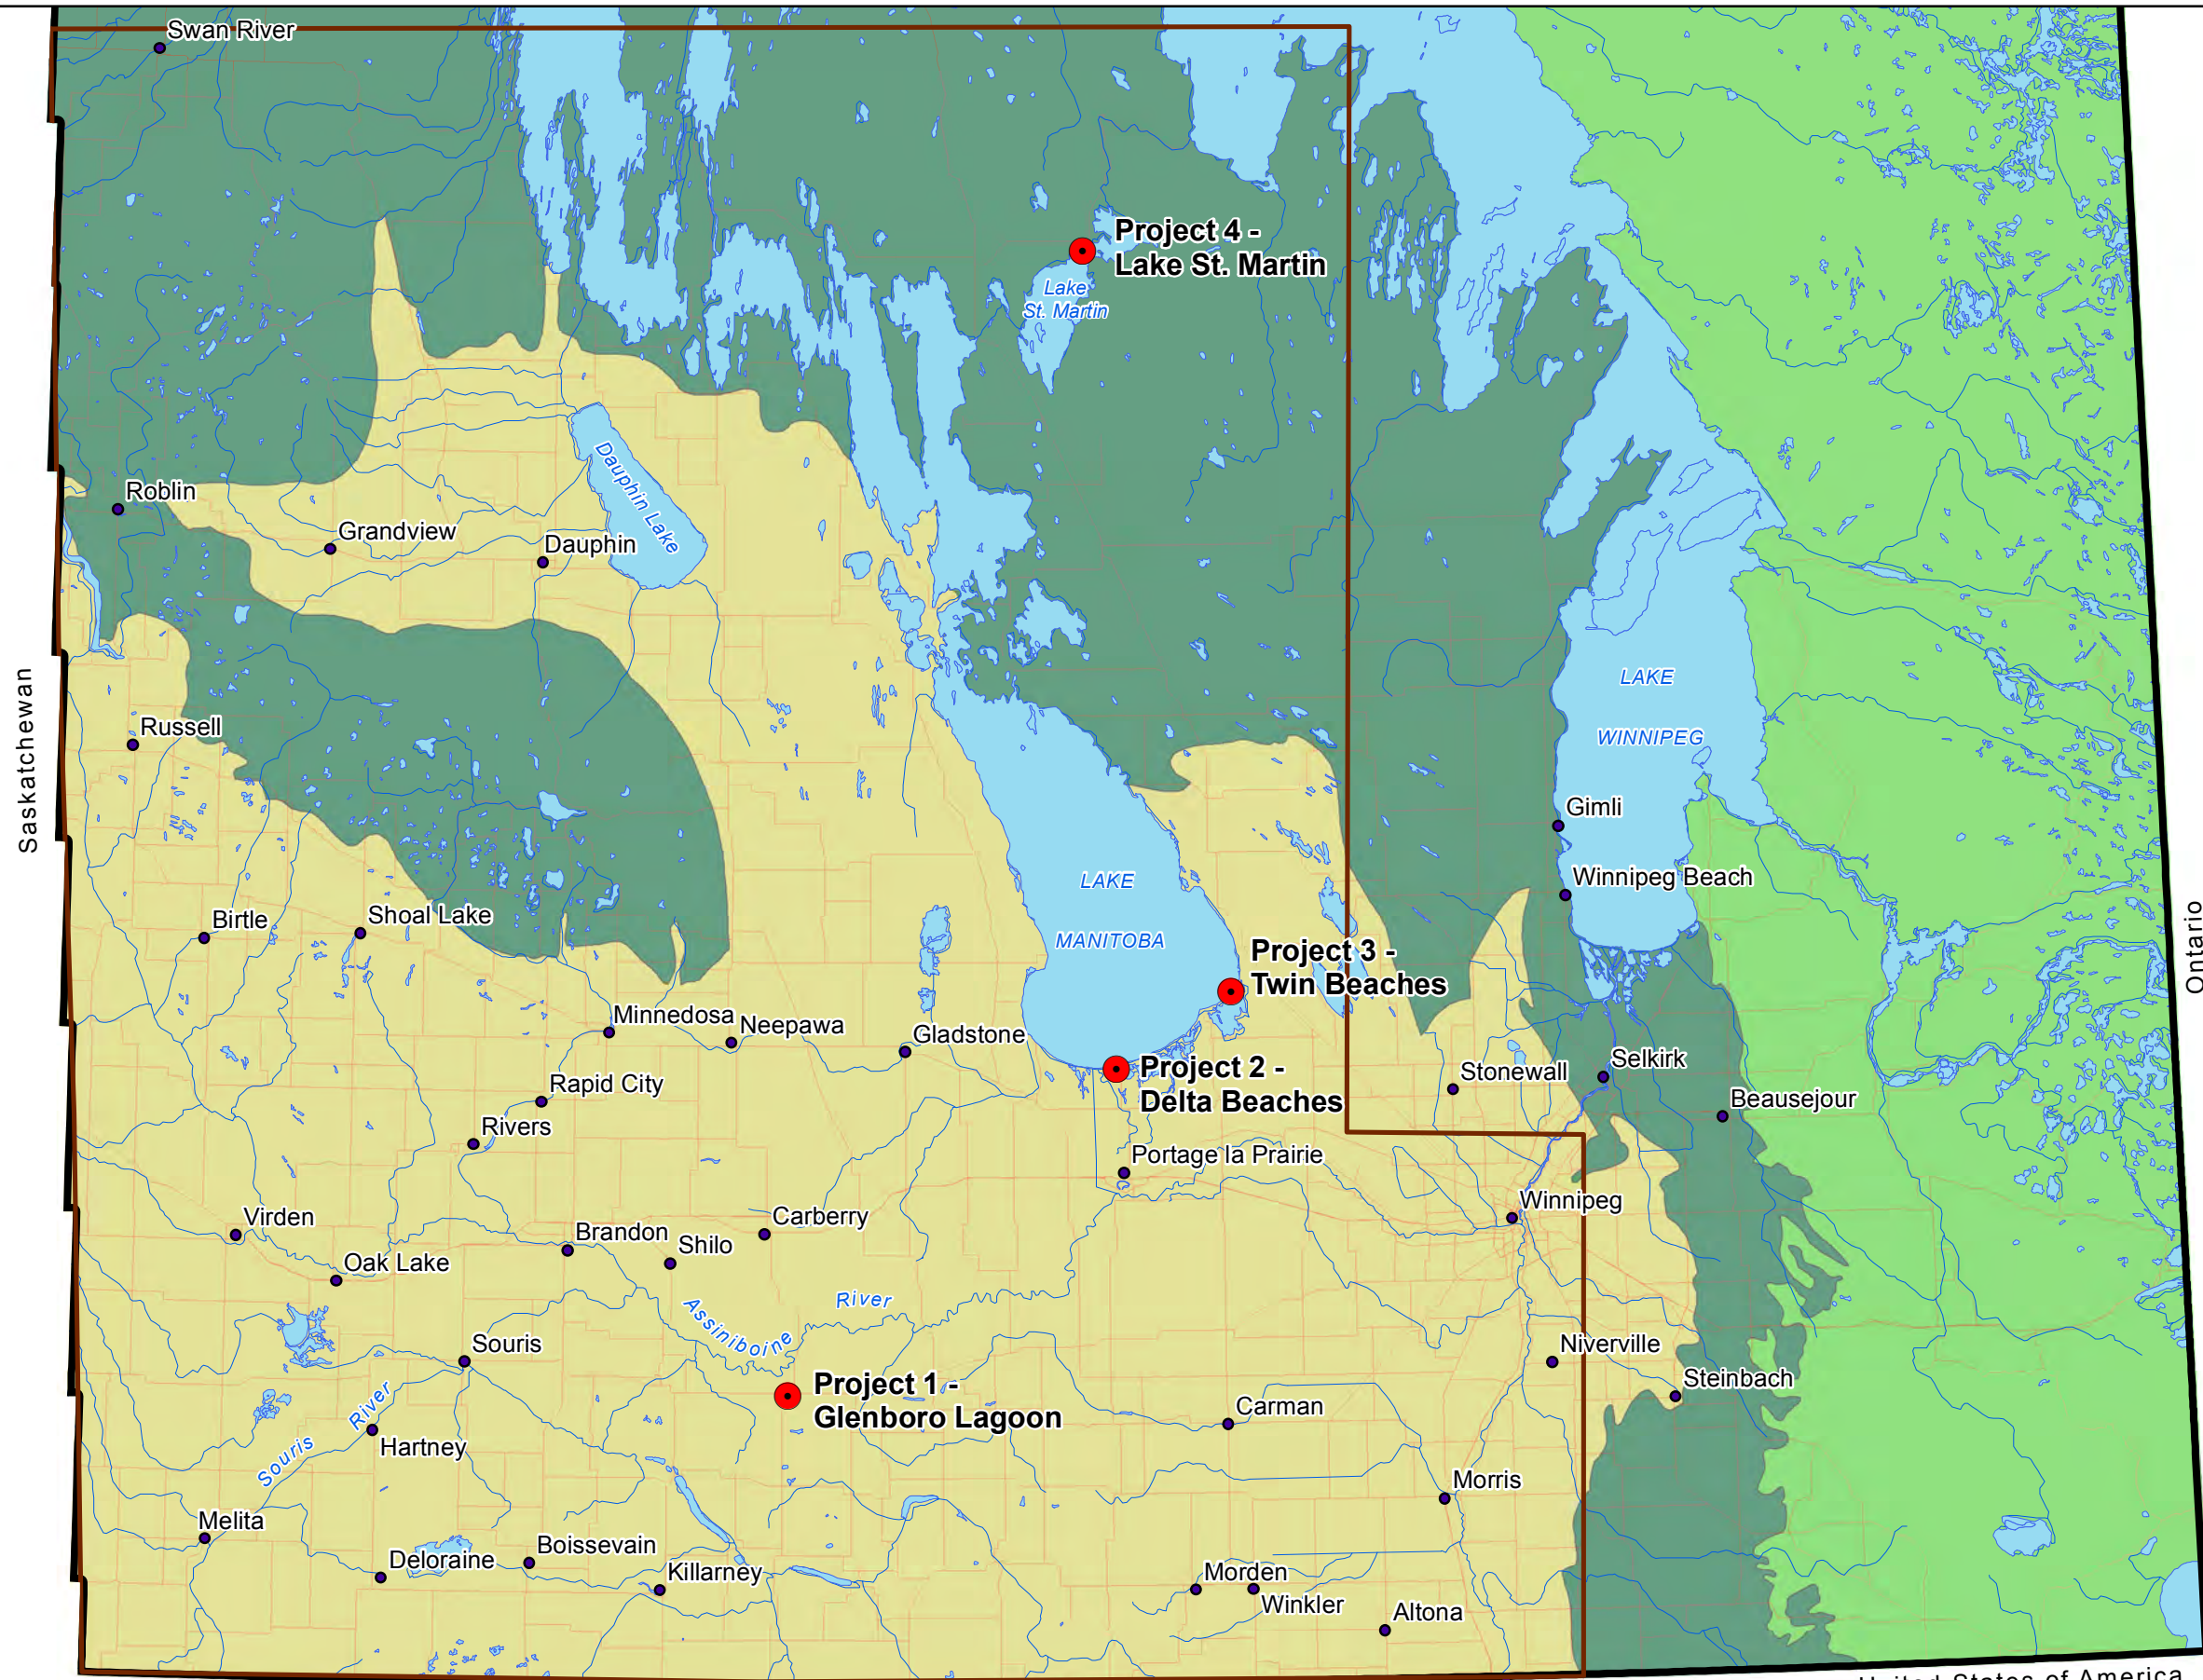 Swan River
Project 4 -
Lake St. Martin
Lake
St. Martin
Dauphin Lake
Roblin
Grandview
Dauphin
Saskatchewan
LAKE
WINNIPEG
Russell
Gimli
LAKE
MANITOBA
Winnipeg Beach
Birtle
Shoal Lake
Ontario
Project 3 -
Twin Beaches
Minnedosa
Neepawa
Gladstone
Project 2 -
Delta Beaches
Stonewall
Selkirk
Beausejour
Rapid City
Rivers
Portage la Prairie
Winnipeg
Virden
Oak Lake
Brandon
Shilo
Carberry
Assiniboine
River
Souris
Niverville
Steinbach
Project 1 -
Glenboro Lagoon
Souris
River
Hartney
Carman
Morris
Melita
Deloraine
Boissevain
Killarney
Morden
Winkler
Altona
United States of America